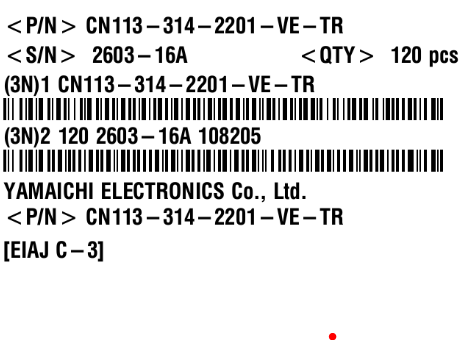 <P/N> CN113-314-2201-VE-TR
<S/N> 2603-16A <QTY> 120 pcs
(3N)1 CN113-314-2201-VE-TR
(3N)2 120 2603-16A 108205
YAMAICHI ELECTRONICS Co., Ltd.
<P/N> CN113-314-2201-VE-TR
[EIAJ C-3]